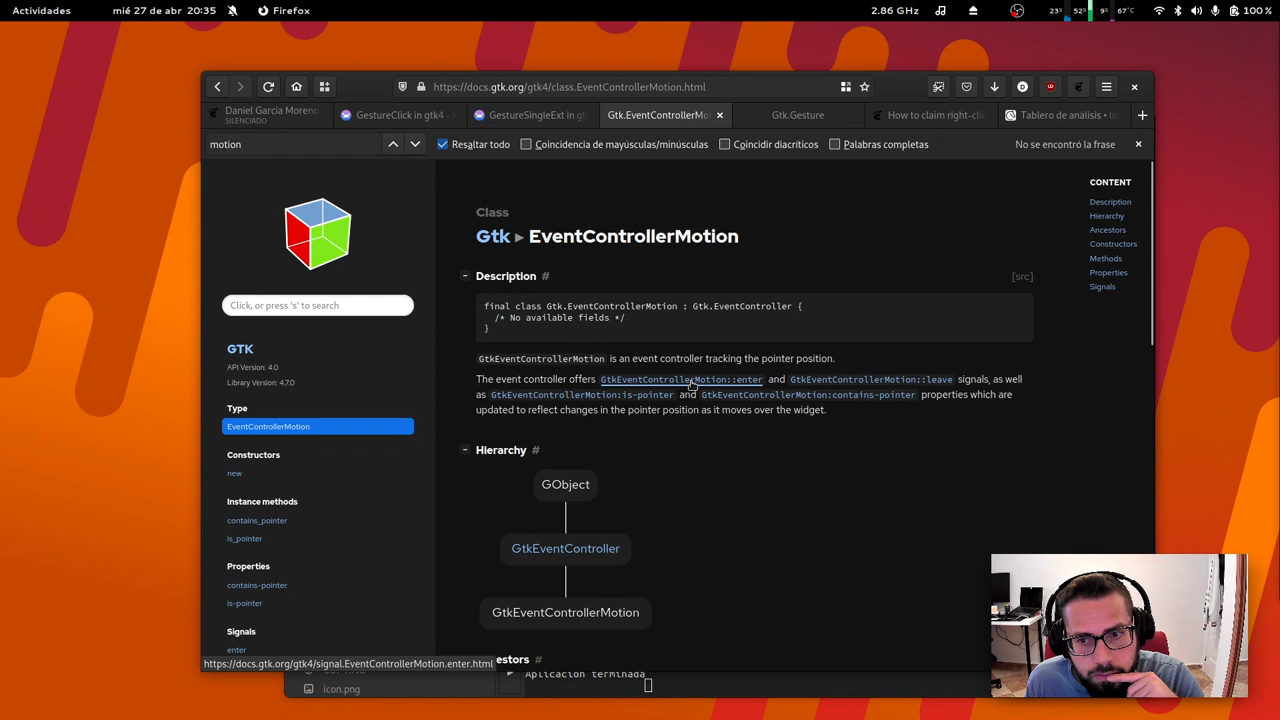 Actividades
mié 27 de abr 20:35
Firefox
2.86 GHz
23%
52%
9%
67°C
100 %
https://docs.gtk.org/gtk4/class.EventControllerMotion.html
Daniel Garcia Moreno
SILENCIADO
GestureClick in gtk4 -
GestureSingleExt in gt
Gtk.EventControllerMo
Gtk.Gesture
How to claim right-clic
Tablero de análisis • lic
motion
Resaltar todo
Coincidencia de mayúsculas/minúsculas
Coincidir diacríticos
Palabras completas
No se encontró la frase
Click, or press 's' to search
GTK
API Version: 4.0
Library Version: 4.7.0
Type
EventControllerMotion
Constructors
new
Instance methods
contains_pointer
is_pointer
Properties
contains-pointer
is-pointer
Signals
enter
https://docs.gtk.org/gtk4/signal.EventControllerMotion.enter.html
Class
Gtk ▸ EventControllerMotion
− Description #
[src]
final class Gtk.EventControllerMotion : Gtk.EventController {
/* No available fields */
}
GtkEventControllerMotion is an event controller tracking the pointer position.
The event controller offers GtkEventControllerMotion::enter and GtkEventControllerMotion::leave signals, as well
as GtkEventControllerMotion:is-pointer and GtkEventControllerMotion:contains-pointer properties which are
updated to reflect changes in the pointer position as it moves over the widget.
− Hierarchy #
GObject
GtkEventController
GtkEventControllerMotion
estors #
CONTENT
Description
Hierarchy
Ancestors
Constructors
Methods
Properties
Signals
icon.png
Aplicación terminada